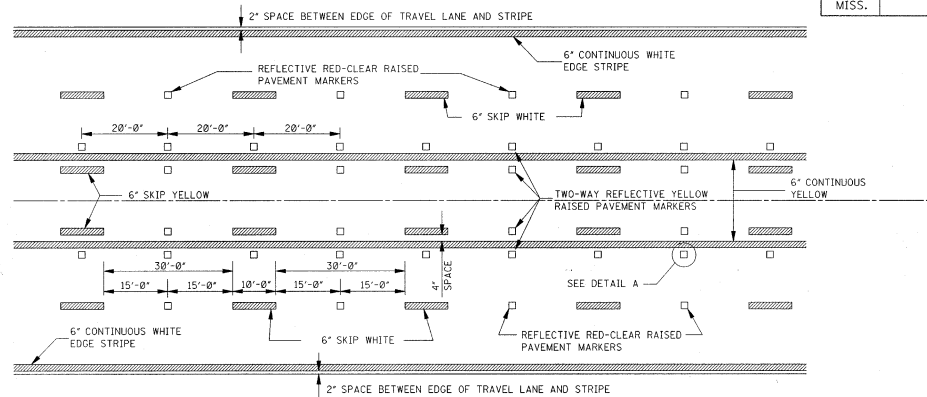 MISS.
2" SPACE BETWEEN EDGE OF TRAVEL LANE AND STRIPE
6" CONTINUOUS WHITE
EDGE STRIPE
REFLECTIVE RED-CLEAR RAISED
PAVEMENT MARKERS
6" SKIP WHITE
20'-0" 20'-0" 20'-0"
6" SKIP YELLOW
TWO-WAY REFLECTIVE YELLOW
RAISED PAVEMENT MARKERS
6" CONTINUOUS
YELLOW
30'-0" 30'-0"
15'-0" 15'-0" 10'-0" 15'-0" 15'-0"
4"
SPACE
SEE DETAIL A
6" CONTINUOUS WHITE
EDGE STRIPE
6" SKIP WHITE
REFLECTIVE RED-CLEAR RAISED
PAVEMENT MARKERS
2" SPACE BETWEEN EDGE OF TRAVEL LANE AND STRIPE